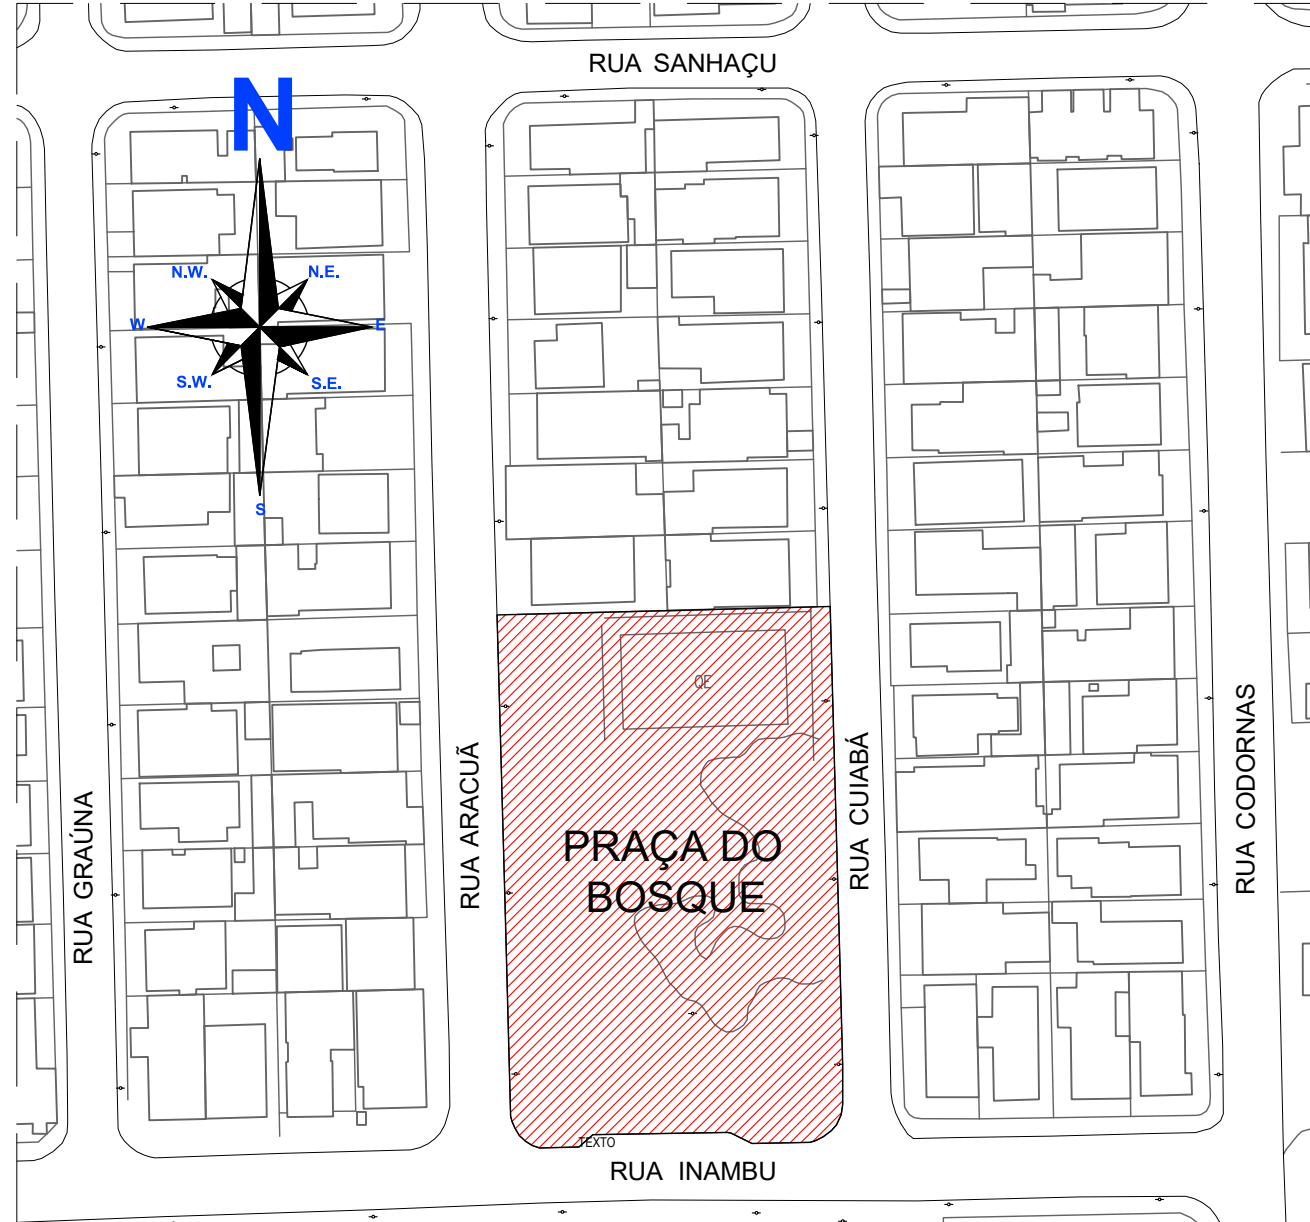 RUA SANHAÇU
N
N.W.
N.E.
W
E
S.W.
S.E.
S
QE
RUA GRAÚNA
RUA ARACUÃ
PRAÇA DO
BOSQUE
RUA CUIABÁ
RUA CODORNAS
TEXTO
RUA INAMBU